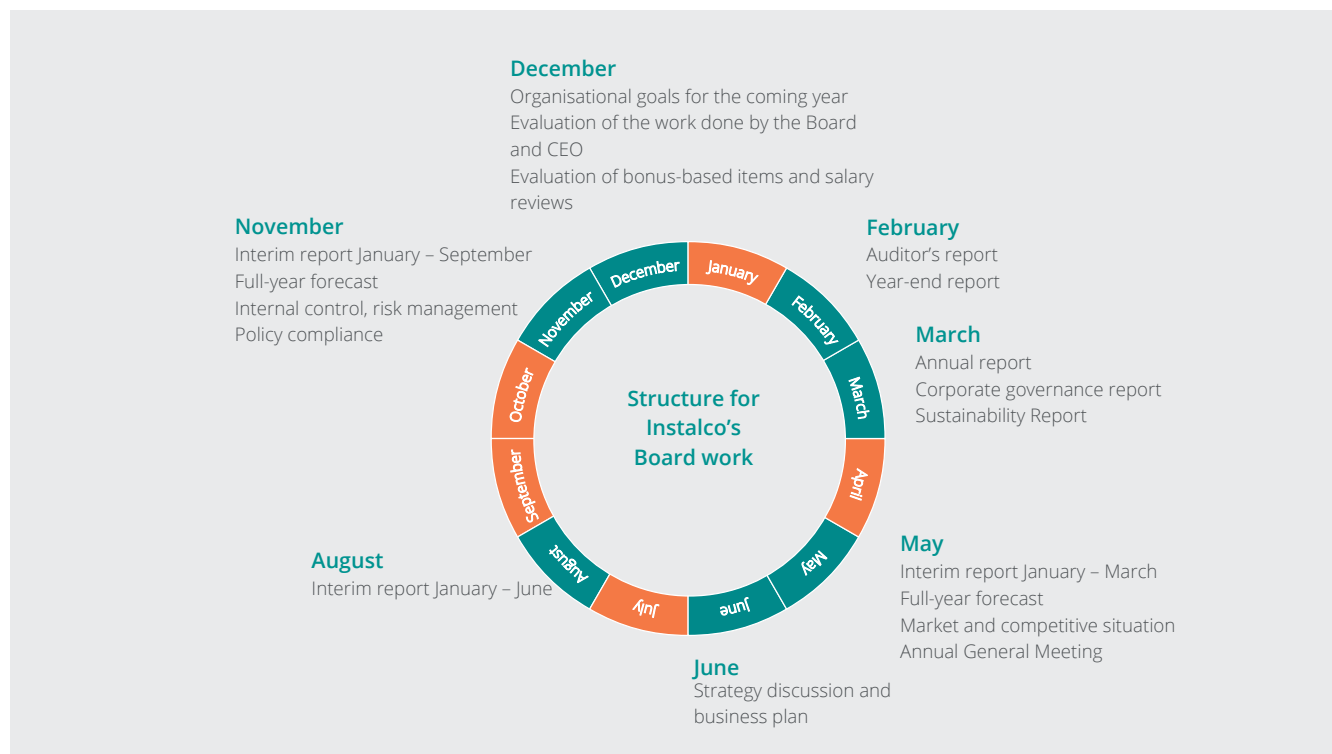 December
Organisational goals for the coming year
Evaluation of the work done by the Board
and CEO
Evaluation of bonus-based items and salary
reviews
November
Interim report January – September
Full-year forecast
Internal control, risk management
Policy compliance
February
Auditor’s report
Year-end report
March
Annual report
Corporate governance report
Sustainability Report
January
February
March
April
May
June
July
August
September
October
November
December
Structure for
Instalco’s
Board work
May
Interim report January – March
Full-year forecast
Market and competitive situation
Annual General Meeting
August
Interim report January – June
June
Strategy discussion and
business plan